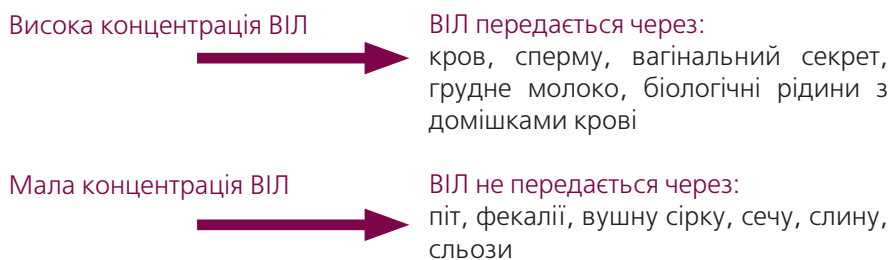 Висока концентрація ВІЛ
ВІЛ передається через:
кров, сперму, вагінальний секрет,
грудне молоко, біологічні рідини з
домішками крові
Мала концентрація ВІЛ
ВІЛ не передається через:
піт, фекалії, вушну сірку, сечу, слину,
сльози